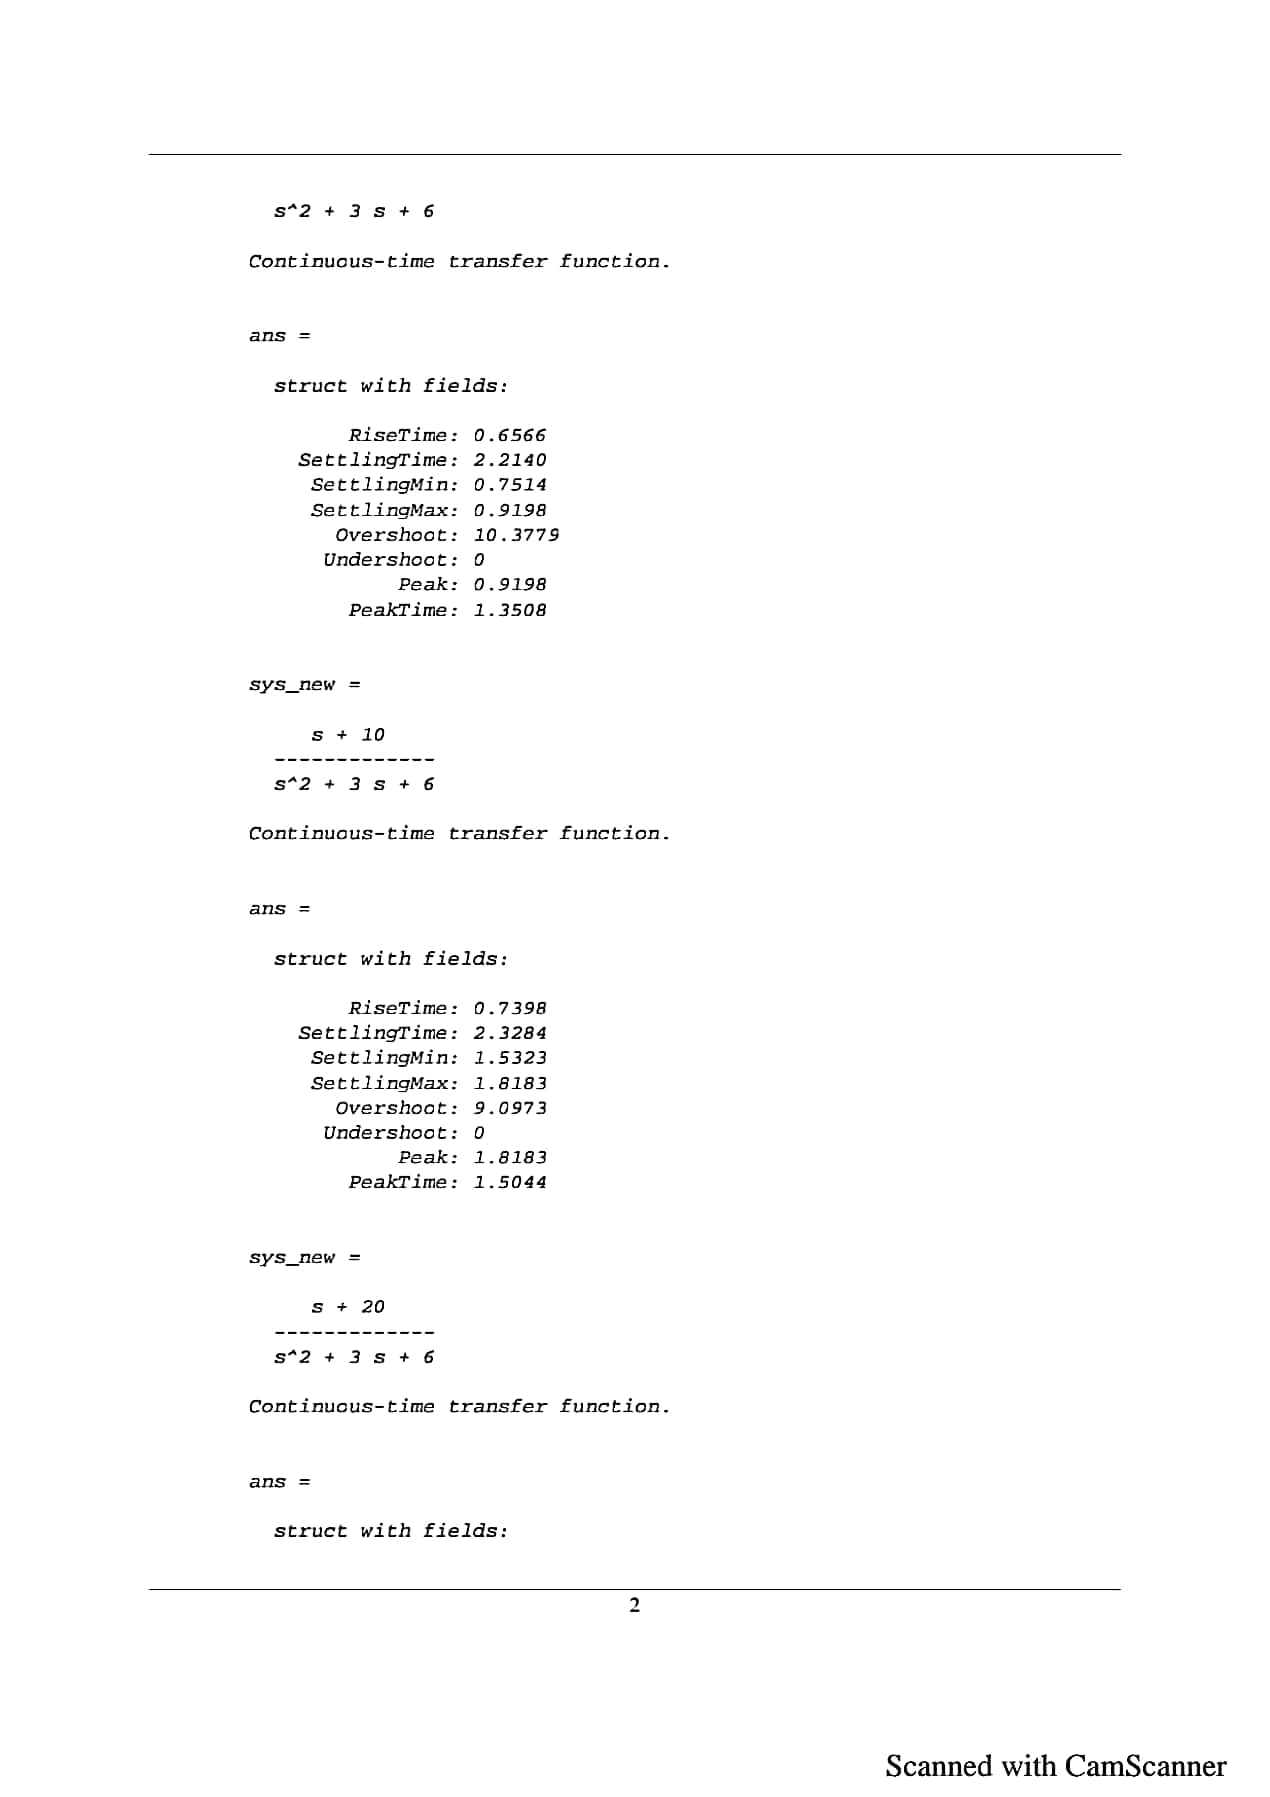 s^2 + 3 s + 6
Continuous-time transfer function.
ans =
struct with fields:
RiseTime: 0.6566
SettlingTime: 2.2140
SettlingMin: 0.7514
SettlingMax: 0.9198
Overshoot: 10.3779
Undershoot: 0
Peak: 0.9198
PeakTime: 1.3508
sys_new =
s + 10
-------------
s^2 + 3 s + 6
Continuous-time transfer function.
ans =
struct with fields:
RiseTime: 0.7398
SettlingTime: 2.3284
SettlingMin: 1.5323
SettlingMax: 1.8183
Overshoot: 9.0973
Undershoot: 0
Peak: 1.8183
PeakTime: 1.5044
sys_new =
s + 20
-------------
s^2 + 3 s + 6
Continuous-time transfer function.
ans =
struct with fields:
2
Scanned with CamScanner